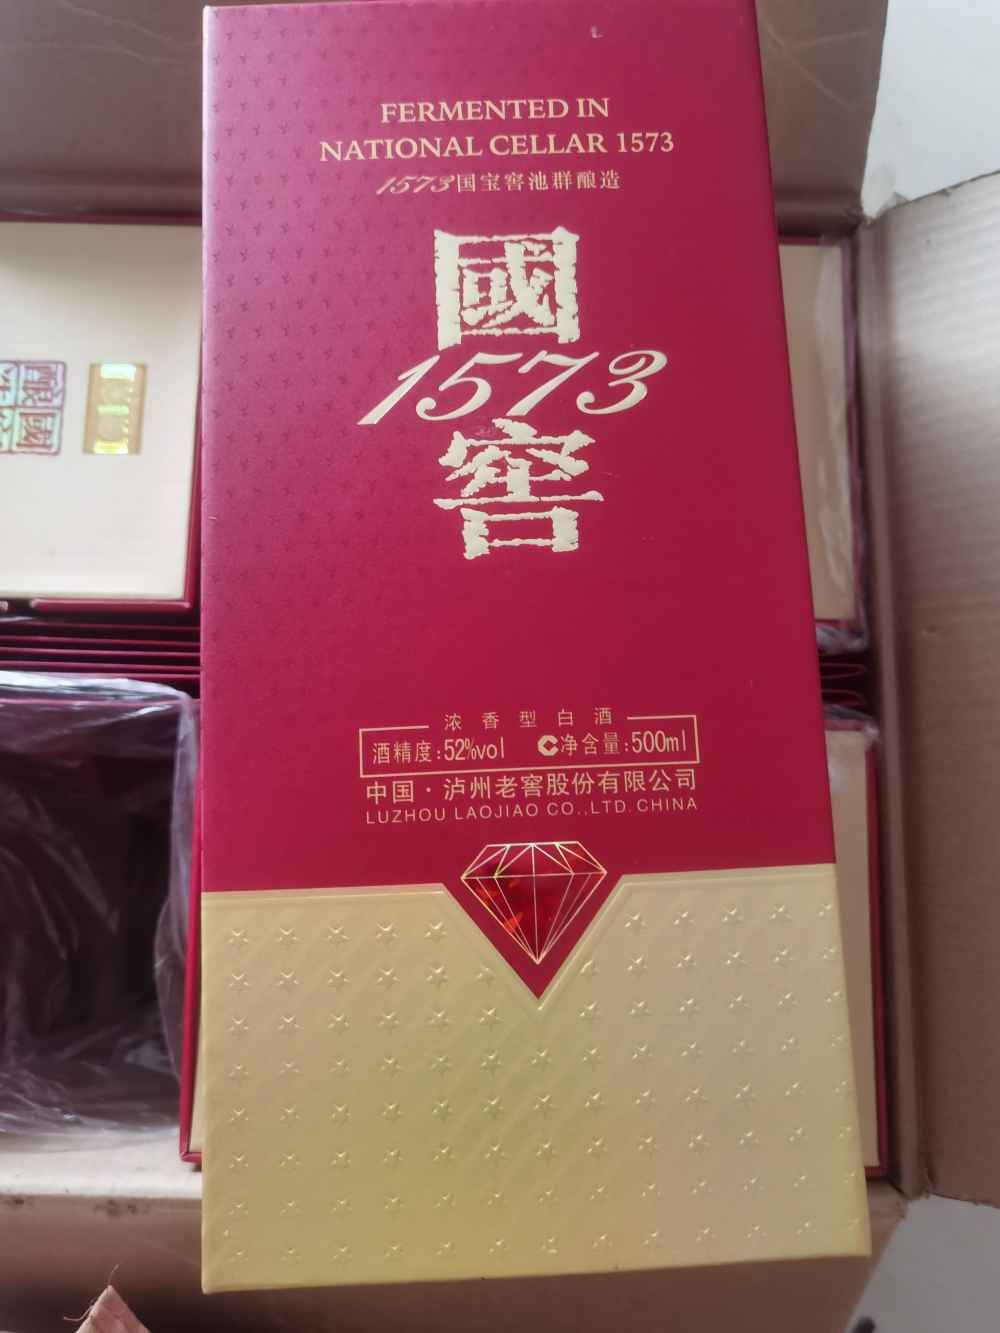 FERMENTED IN
NATIONAL CELLAR 1573
1573国宝窖池群酿造
國
1573
窖
浓香型白酒
酒精度:52%vol 净含量:500ml
中国·泸州老窖股份有限公司
LUZHOU LAOJIAO CO.,LTD. CHINA